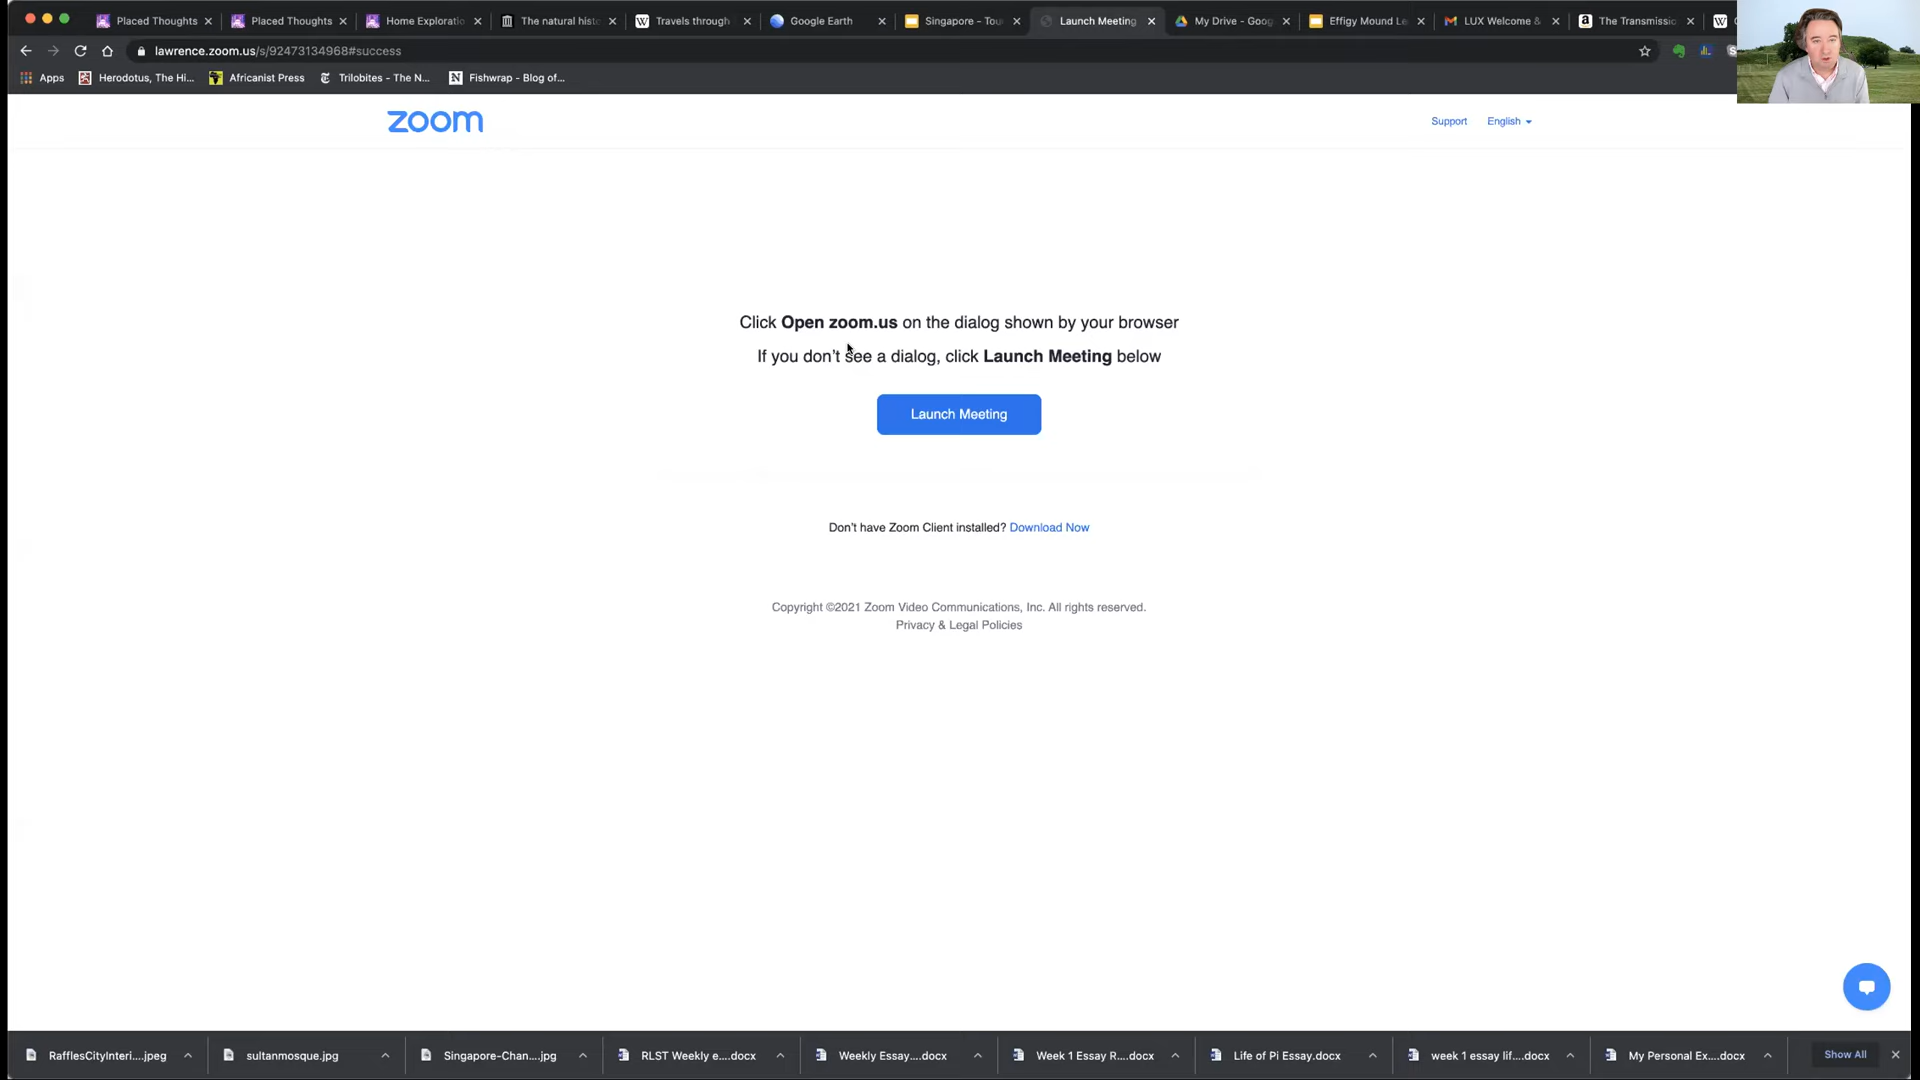 Placed Thoughts
Placed Thoughts
Home Exploratio
The natural histo
Travels through
Google Earth
Singapore - Tou
Launch Meeting
My Drive - Goog
Effigy Mound Le
LUX Welcome &
The Transmissic
lawrence.zoom.us/s/92473134968#success
Apps
Herodotus, The Hi...
Africanist Press
Trilobites - The N...
Fishwrap - Blog of...
zoom
Support
English
Click Open zoom.us on the dialog shown by your browser
If you don't see a dialog, click Launch Meeting below
Launch Meeting
Don't have Zoom Client installed? Download Now
Copyright ©2021 Zoom Video Communications, Inc. All rights reserved.
Privacy & Legal Policies
RafflesCityInteri....jpeg
sultanmosque.jpg
Singapore-Chan....jpg
RLST Weekly e....docx
Weekly Essay....docx
Week 1 Essay R....docx
Life of Pi Essay.docx
week 1 essay lif....docx
My Personal Ex....docx
Show All